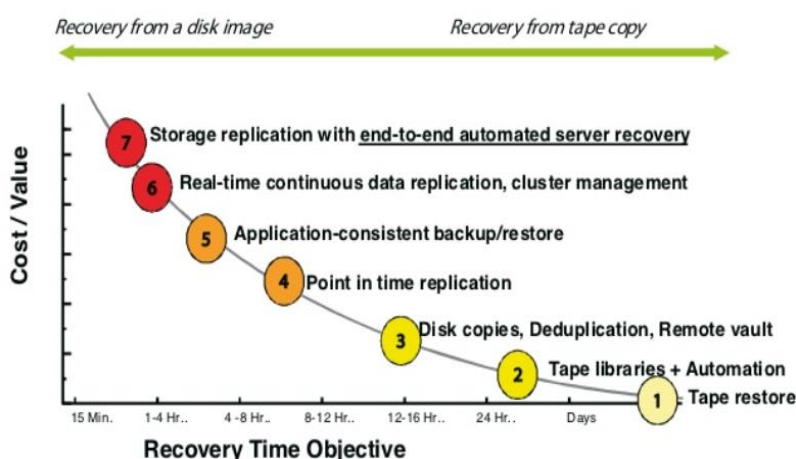 Recovery from a disk image
Recovery from tape copy
Cost / Value
7 Storage replication with end-to-end automated server recovery
6 Real-time continuous data replication, cluster management
5 Application-consistent backup/restore
4 Point in time replication
3 Disk copies, Deduplication, Remote vault
2 Tape libraries + Automation
1 Tape restore
15 Min. 1-4 Hr.. 4 -8 Hr.. 8-12 Hr.. 12-16 Hr.. 24 Hr.. Days
Recovery Time Objective